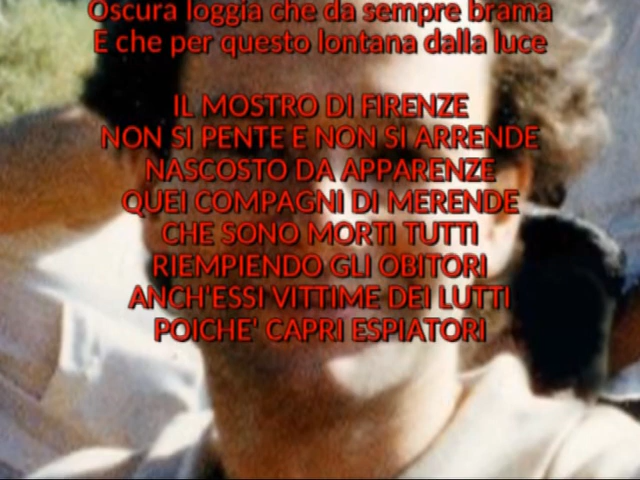 Oscura loggia che da sempre brama
E che per questo lontana dalla luce
IL MOSTRO DI FIRENZE
NON SI PENTE E NON SI ARRENDE
NASCOSTO DA APPARENZE
QUEI COMPAGNI DI MERENDE
CHE SONO MORTI TUTTI
RIEMPIENDO GLI OBITORI
ANCH'ESSI VITTIME DEI LUTTI
POICHE' CAPRI ESPIATORI